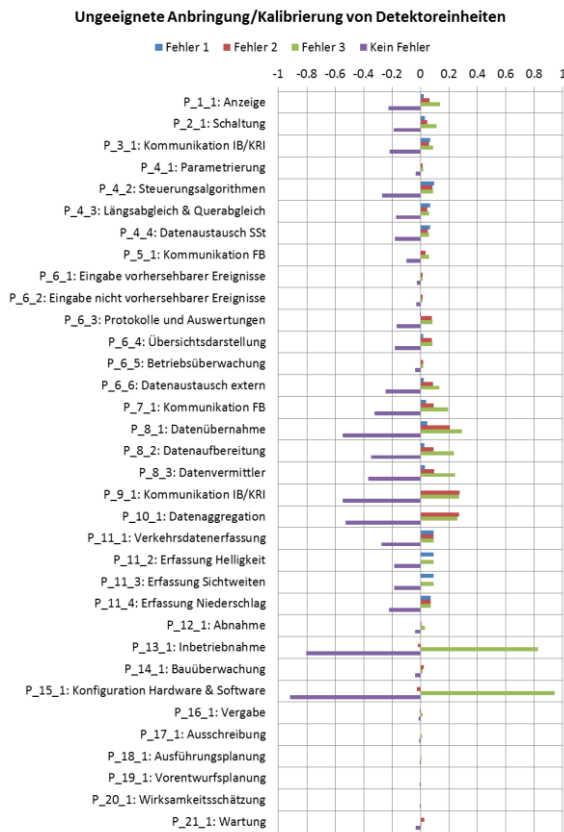 Ungeeignete Anbringung/Kalibrierung von Detektoreinheiten
Fehler 1 Fehler 2 Fehler 3 Kein Fehler
-1 -0.8 -0.6 -0.4 -0.2 0 0.2 0.4 0.6 0.8 1
P_1_1: Anzeige
P_2_1: Schaltung
P_3_1: Kommunikation IB/KRI
P_4_1: Parametrierung
P_4_2: Steuerungsalgorithmen
P_4_3: Längsabgleich & Querabgleich
P_4_4: Datenaustausch SSt
P_5_1: Kommunikation FB
P_6_1: Eingabe vorhersehbarer Ereignisse
P_6_2: Eingabe nicht vorhersehbarer Ereignisse
P_6_3: Protokolle und Auswertungen
P_6_4: Übersichtsdarstellung
P_6_5: Betriebsüberwachung
P_6_6: Datenaustausch extern
P_7_1: Kommunikation FB
P_8_1: Datenübernahme
P_8_2: Datenaufbereitung
P_8_3: Datenvermittler
P_9_1: Kommunikation IB/KRI
P_10_1: Datenaggregation
P_11_1: Verkehrsdatenerfassung
P_11_2: Erfassung Helligkeit
P_11_3: Erfassung Sichtweiten
P_11_4: Erfassung Niederschlag
P_12_1: Abnahme
P_13_1: Inbetriebnahme
P_14_1: Bauüberwachung
P_15_1: Konfiguration Hardware & Software
P_16_1: Vergabe
P_17_1: Ausschreibung
P_18_1: Ausführungsplanung
P_19_1: Vorentwurfsplanung
P_20_1: Wirksamkeitsschätzung
P_21_1: Wartung